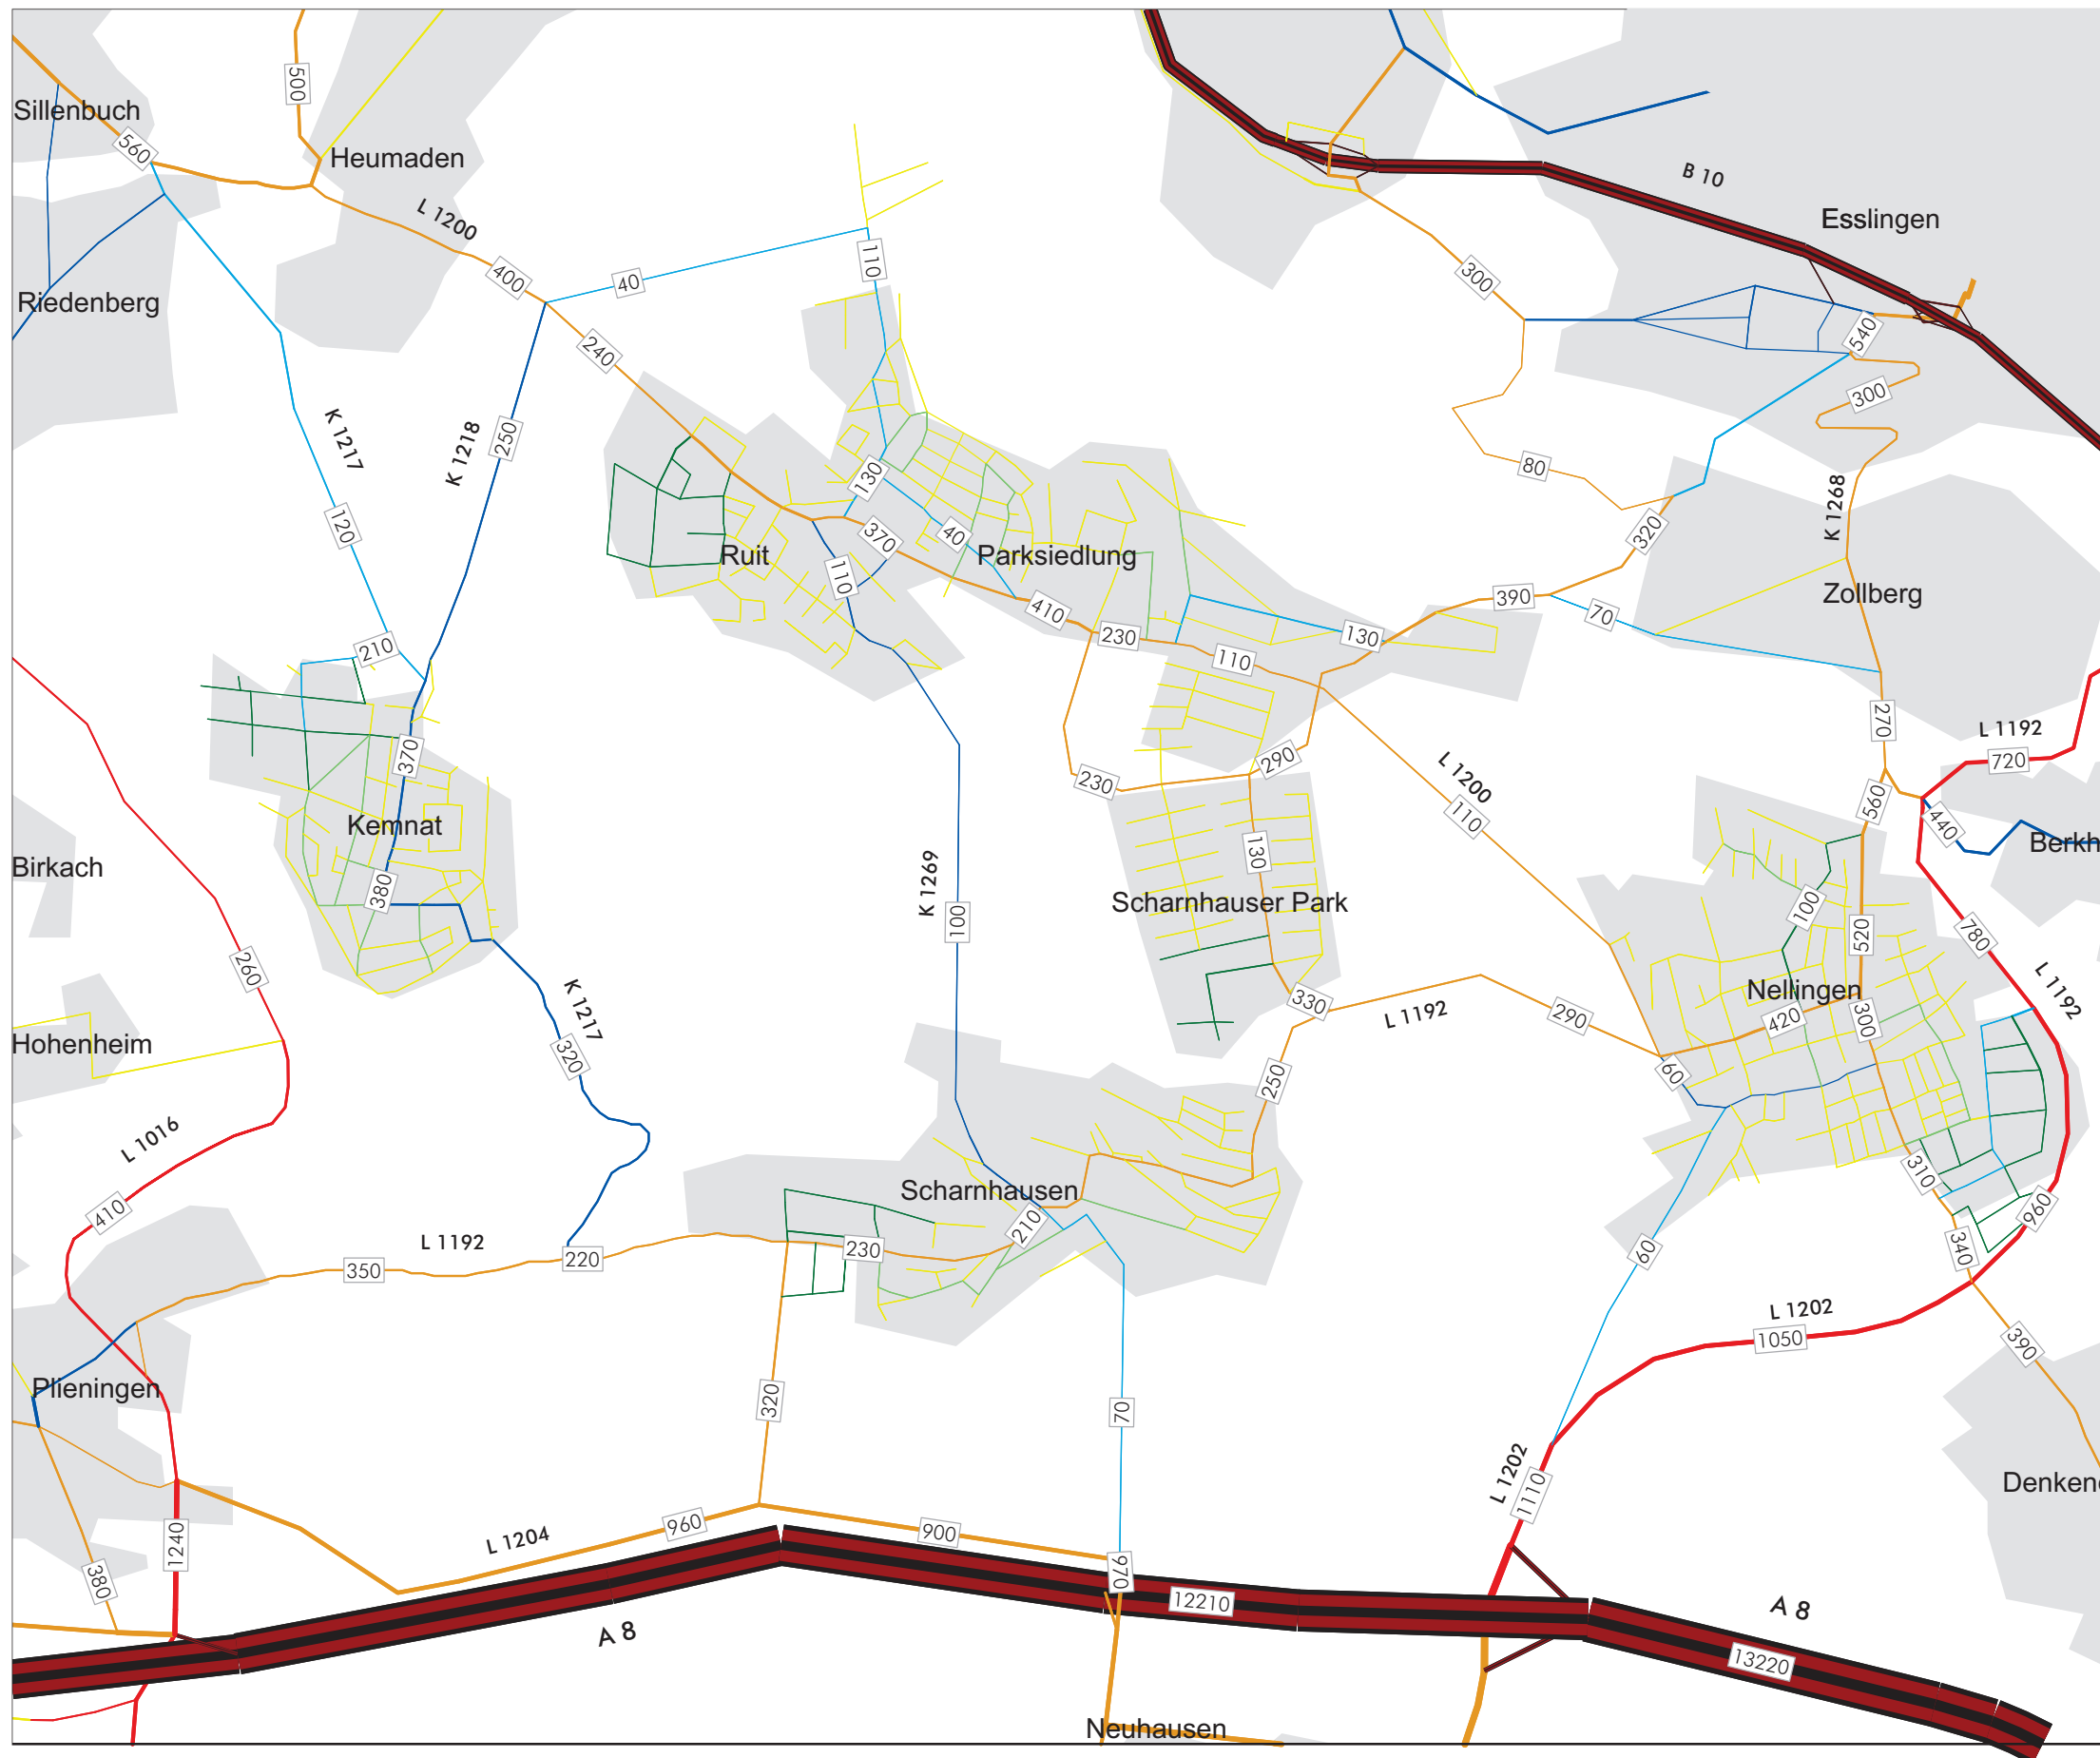 500
Sillenbuch
560
Heumaden
B 10
Esslingen
L 1200
110
400
40
300
Riedenberg
540
240
300
K 1217
K 1218
250
80
130
K 1268
120
370
40
320
Ruit
Parksiedlung
110
390
Zollberg
410
70
230
130
210
110
270
L 1192
370
720
290
L 1200
230
560
110
Kemnat
440
Berkh
130
Birkach
K 1269
380
Scharnhauser Park
100
100
520
780
260
Nellingen
L 1192
330
K 1217
L 1192
290
420
300
Hohenheim
320
250
60
L 1016
310
Scharnhausen
410
210
960
L 1192
230
340
350
220
60
L 1202
1050
390
Plieningen
320
70
L 1202
1110
Denken
960
900
L 1204
1240
970
380
12210
A 8
A 8
13220
Neuhausen